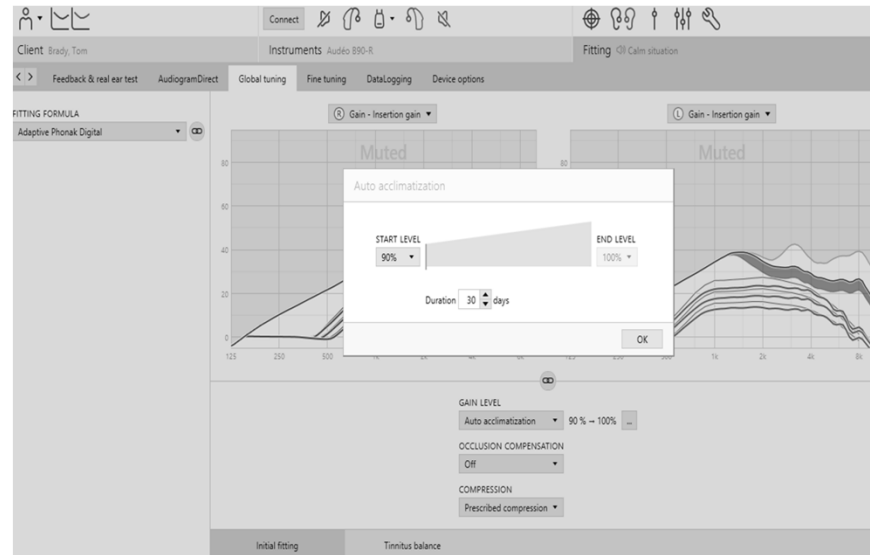 Connect
Client Brady, Tom
Instruments Audéo B90-R
Fitting Calm situation
< > Feedback & real ear test AudiogramDirect Global tuning Fine tuning DataLogging Device options
FITTING FORMULA
Adaptive Phonak Digital
R Gain - Insertion gain
L Gain - Insertion gain
Muted
Muted
80
60
40
20
0
125 250 500
80
1k 2k 4k 8k
Auto acclimatization
START LEVEL
90%
END LEVEL
100%
Duration 30 days
OK
GAIN LEVEL
Auto acclimatization 90 % → 100% ...
OCCLUSION COMPENSATION
Off
COMPRESSION
Prescribed compression
Initial fitting Tinnitus balance